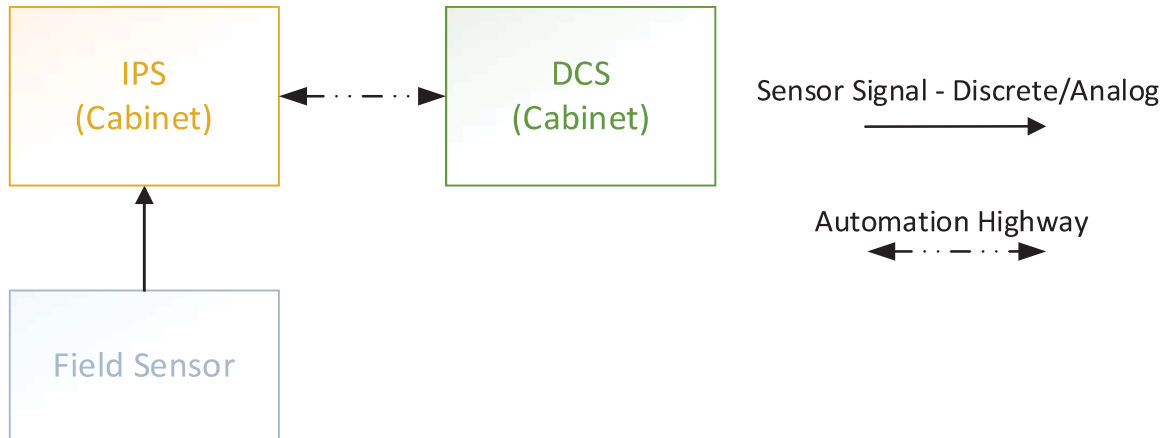 IPS
(Cabinet)
DCS
(Cabinet)
Sensor Signal - Discrete/Analog
Automation Highway
Field Sensor